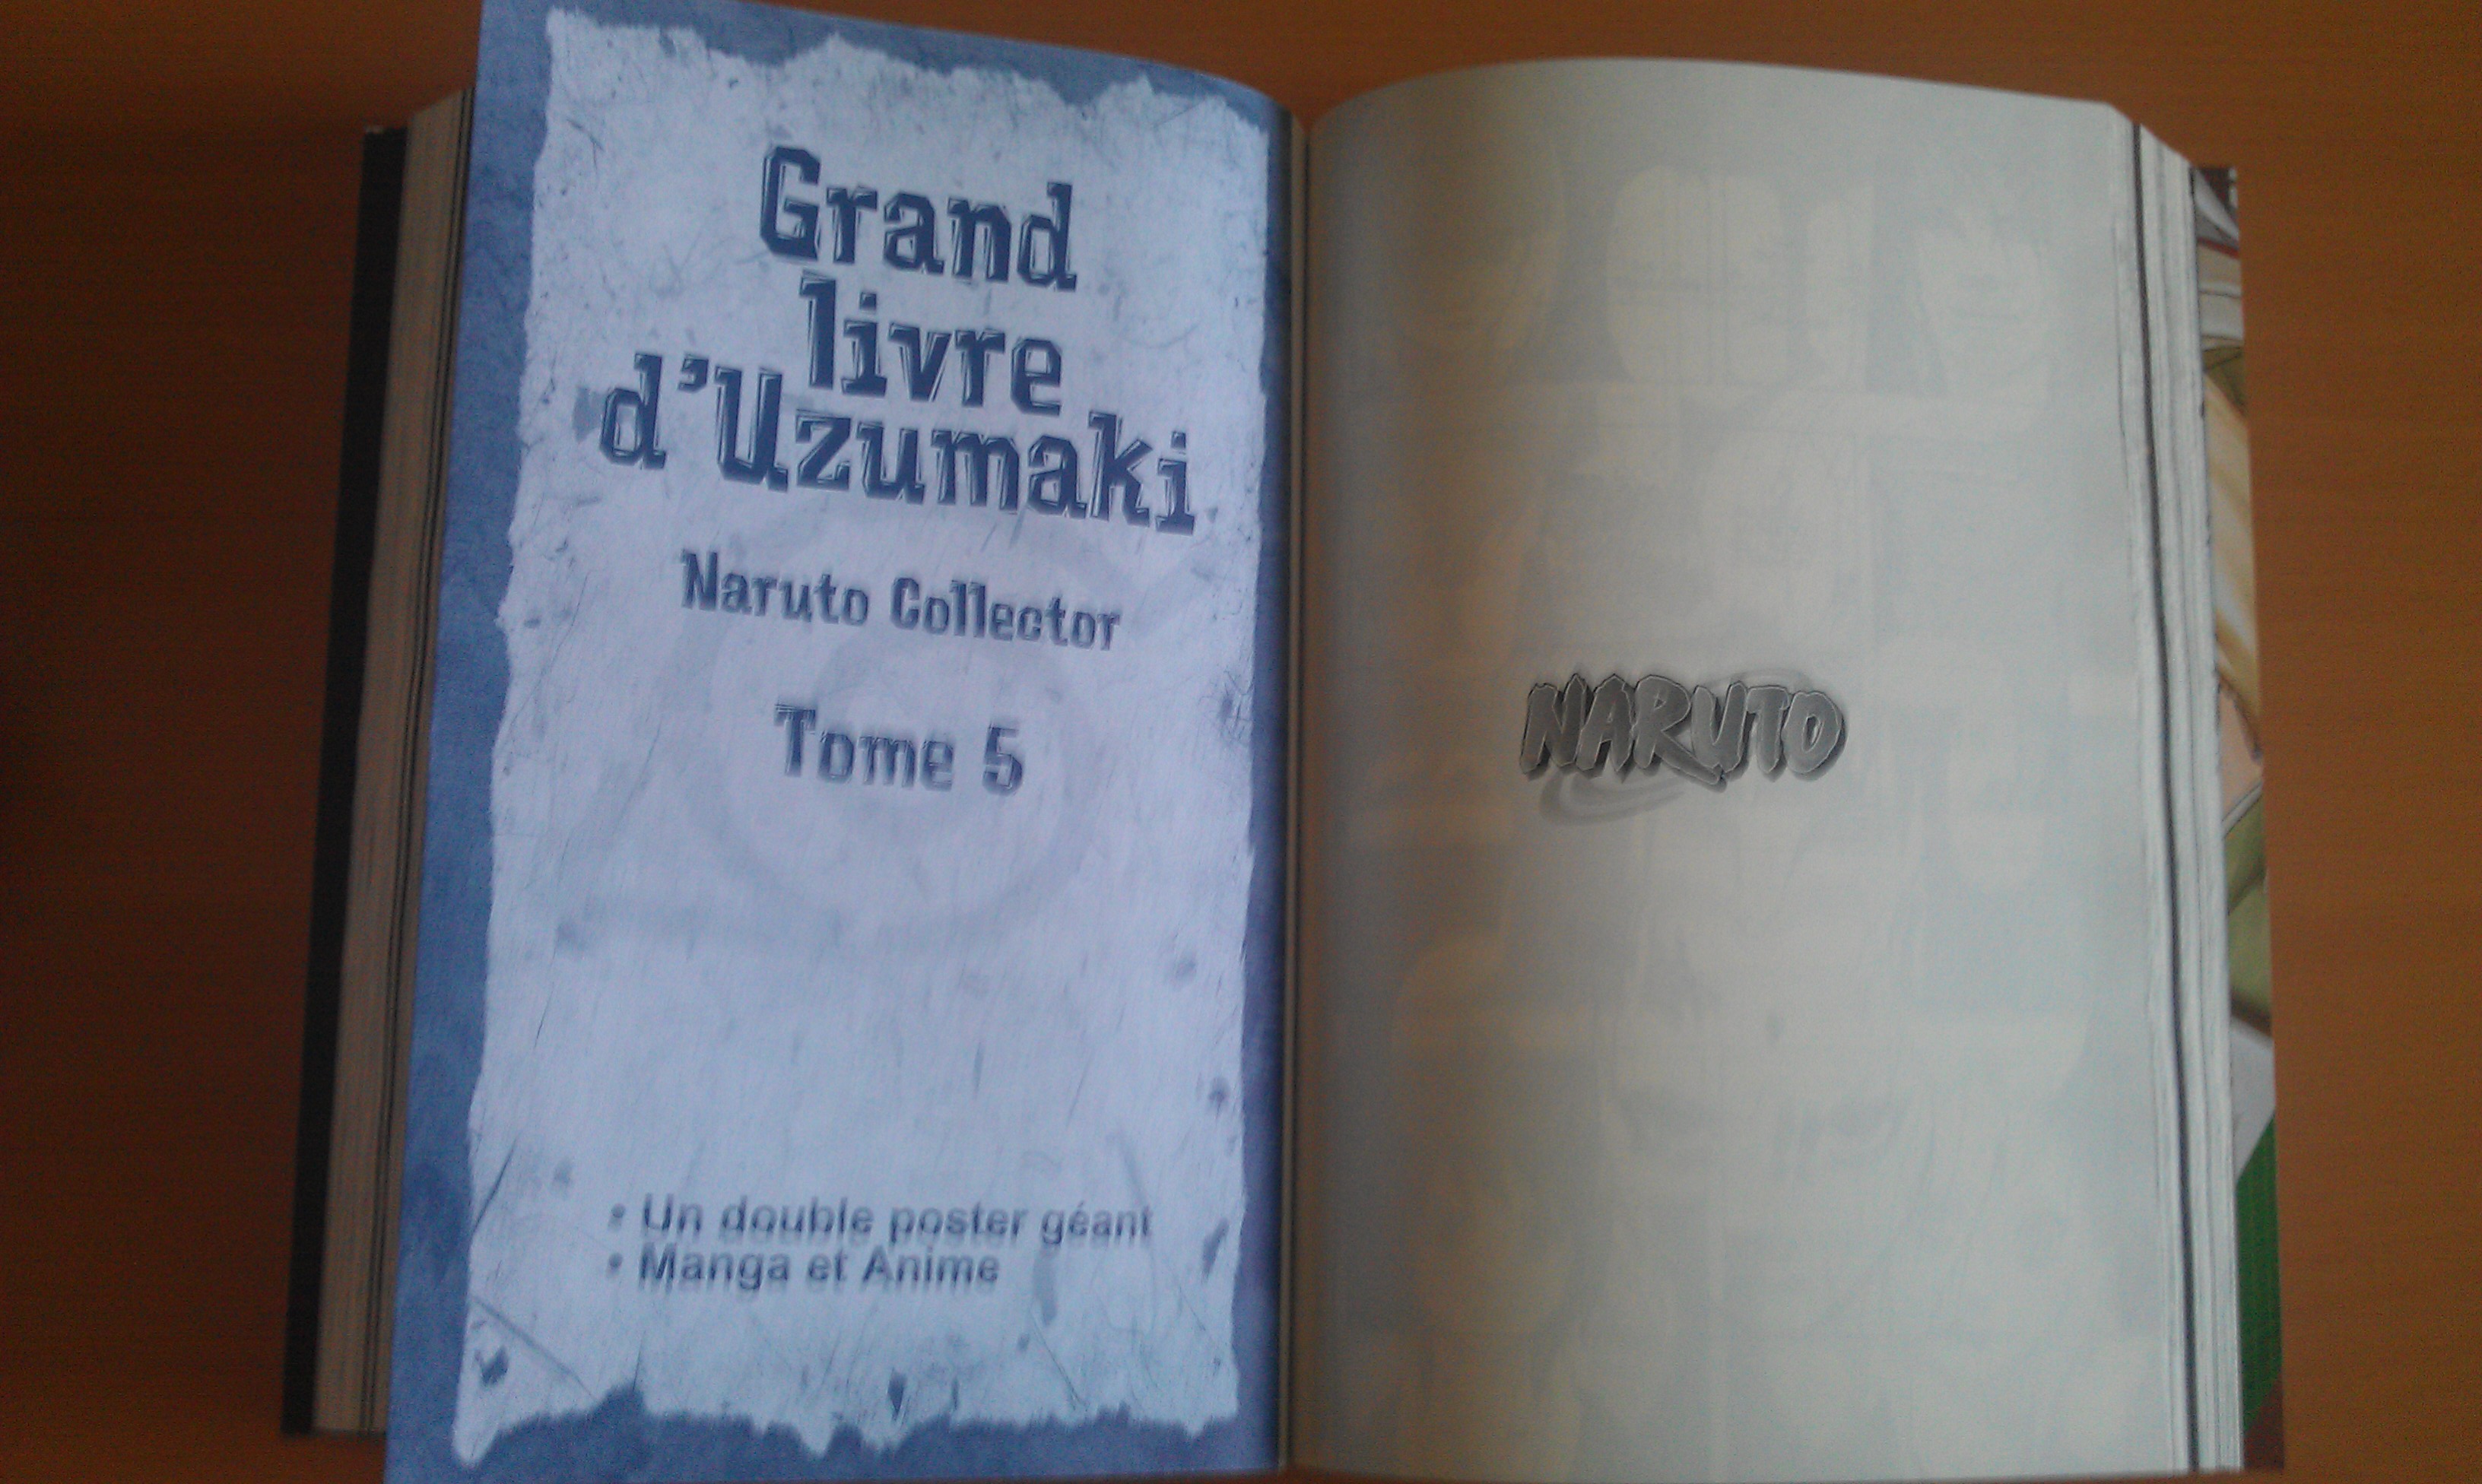 Grand
livre
d'Uzumaki
Naruto Collector
Tome 5
• Un double poster géant
• Manga et Anime
NARUTO